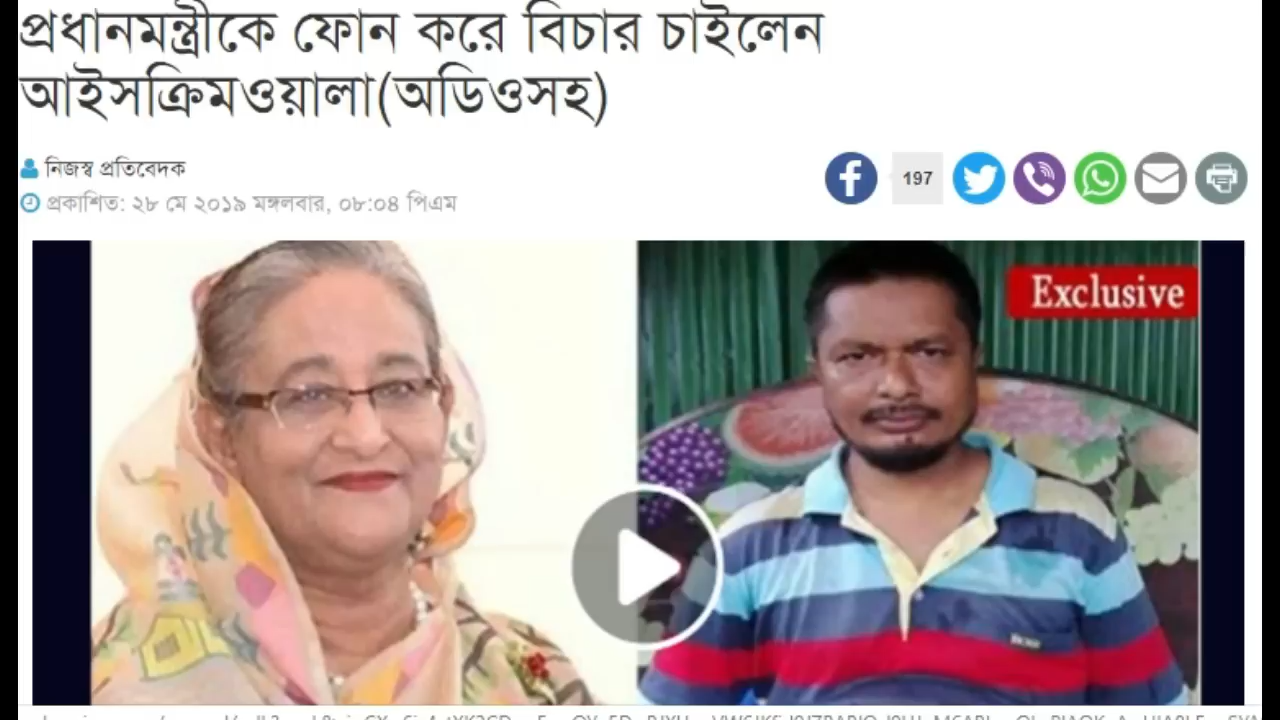 প্রধানমন্ত্রীকে ফোন করে বিচার চাইলেন
আইসক্রিমওয়ালা(অডিওসহ)
নিজস্ব প্রতিবেদক
প্রকাশিত: ২৮ মে ২০১৯ মঙ্গলবার, ০৮:০৪ পিএম
197
Exclusive